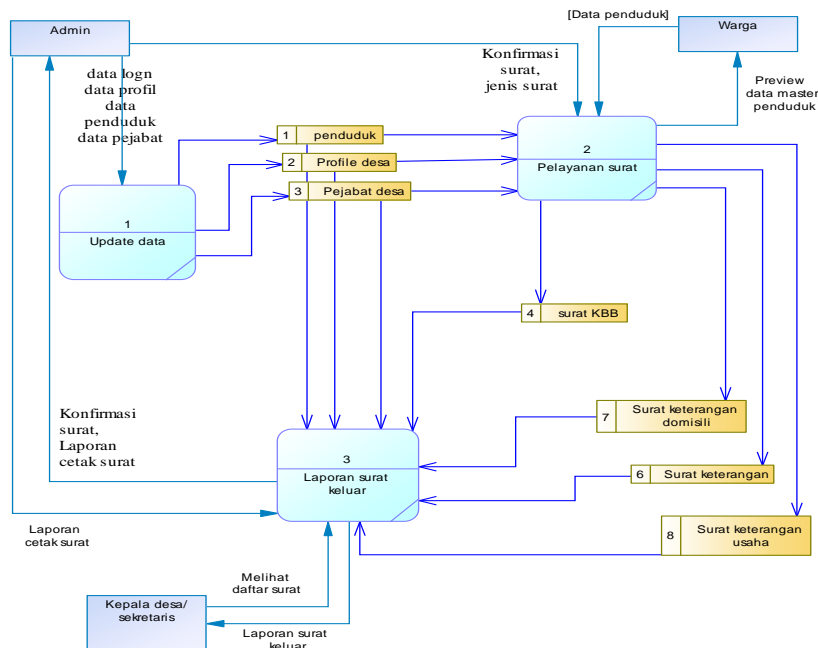 Admin
[Data penduduk]
Warga
Konfirmasi
surat,
jenis surat
Preview
data master
penduduk
data logn
data profil
data
penduduk
data pejabat
1 penduduk
2 Profile desa
3 Pejabat desa
2
Pelayanan surat
1
Update data
4 surat KBB
7 Surat keterangan
domisili
6 Surat keterangan
8 Surat keterangan
usaha
Konfirmasi
surat,
Laporan
cetak surat
3
Laporan surat
keluar
Laporan
cetak surat
Melihat
daftar surat
Kepala desa/
sekretaris
Laporan surat
keluar